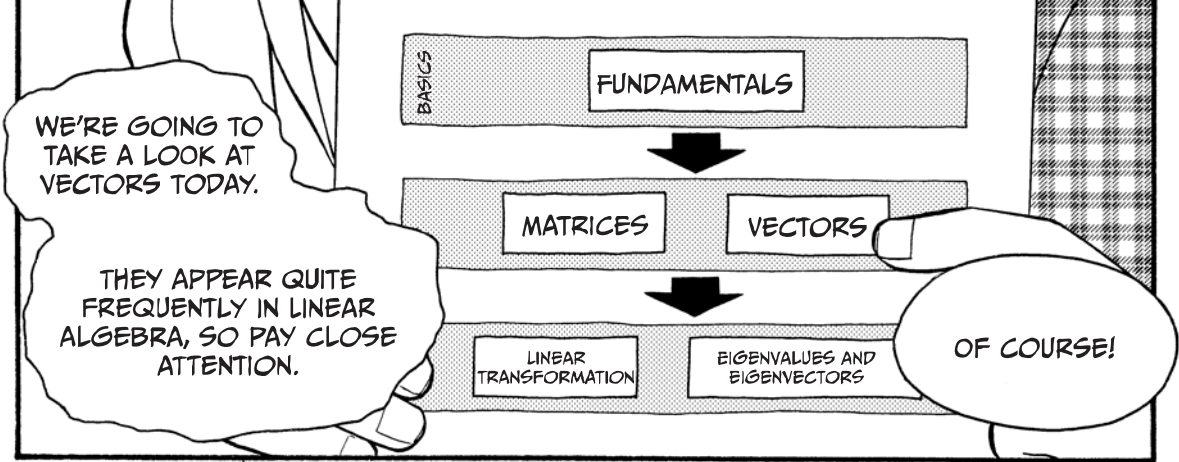 BASICS
FUNDAMENTALS
WE'RE GOING TO
TAKE A LOOK AT
VECTORS TODAY.
MATRICES
VECTORS
THEY APPEAR QUITE
FREQUENTLY IN LINEAR
ALGEBRA, SO PAY CLOSE
ATTENTION.
LINEAR
TRANSFORMATION
EIGENVALUES AND
EIGENVECTORS
OF COURSE!